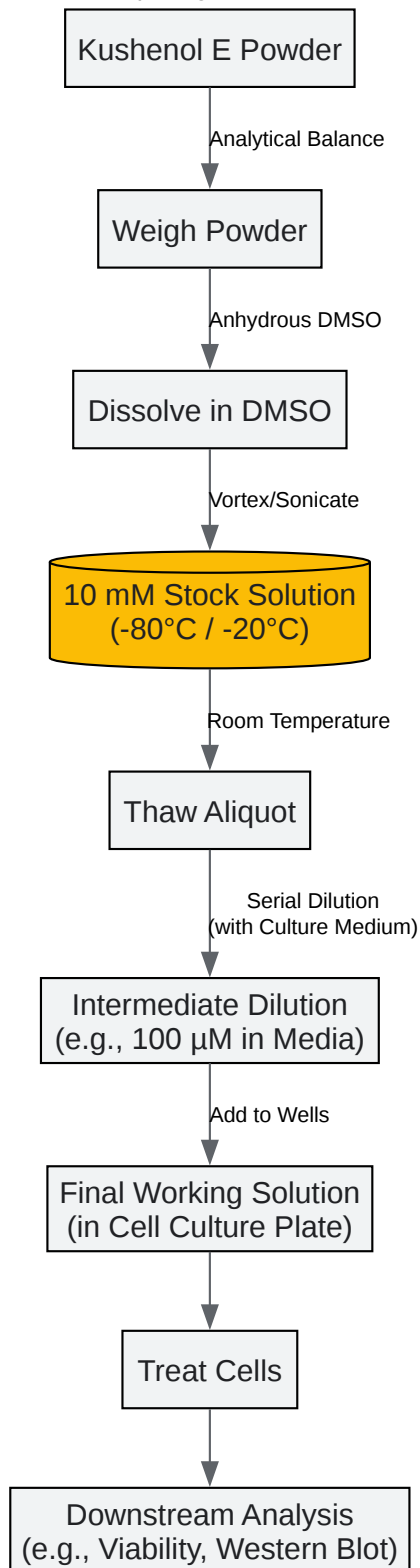 Kushenol E Powder
Analytical Balance
Weigh Powder
Anhydrous DMSO
Dissolve in DMSO
Vortex/Sonicate
10 mM Stock Solution
(-80°C / -20°C)
Room Temperature
Thaw Aliquot
Serial Dilution
(with Culture Medium)
Intermediate Dilution
(e.g., 100 µM in Media)
Add to Wells
Final Working Solution
(in Cell Culture Plate)
Treat Cells
Downstream Analysis
(e.g., Viability, Western Blot)